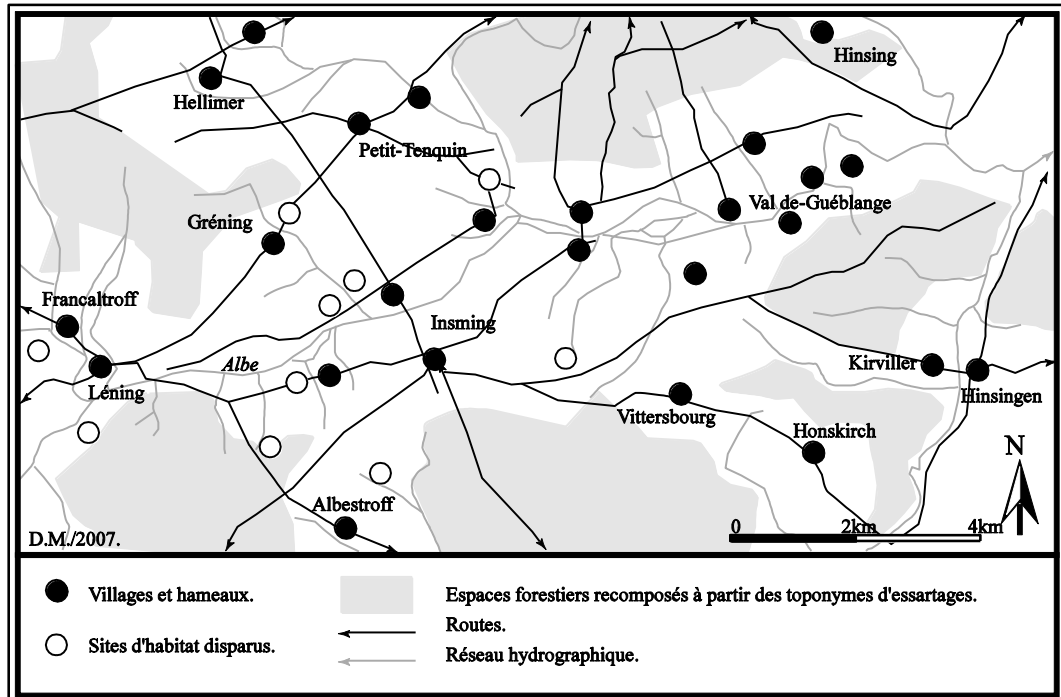 Hinsing
Hellimer
Petit-Tenquin
Val de-Guéblange
Gréning
Francaltroff
Insming
Albe
Kirviller
Léning
Hinsingen
Vittersbourg
Honskirch
N
Albestroff
0 2km 4km
D.M./2007.
Villages et hameaux.
Sites d'habitat disparus.
Espaces forestiers recomposés à partir des toponymes d'essartages.
Routes.
Réseau hydrographique.